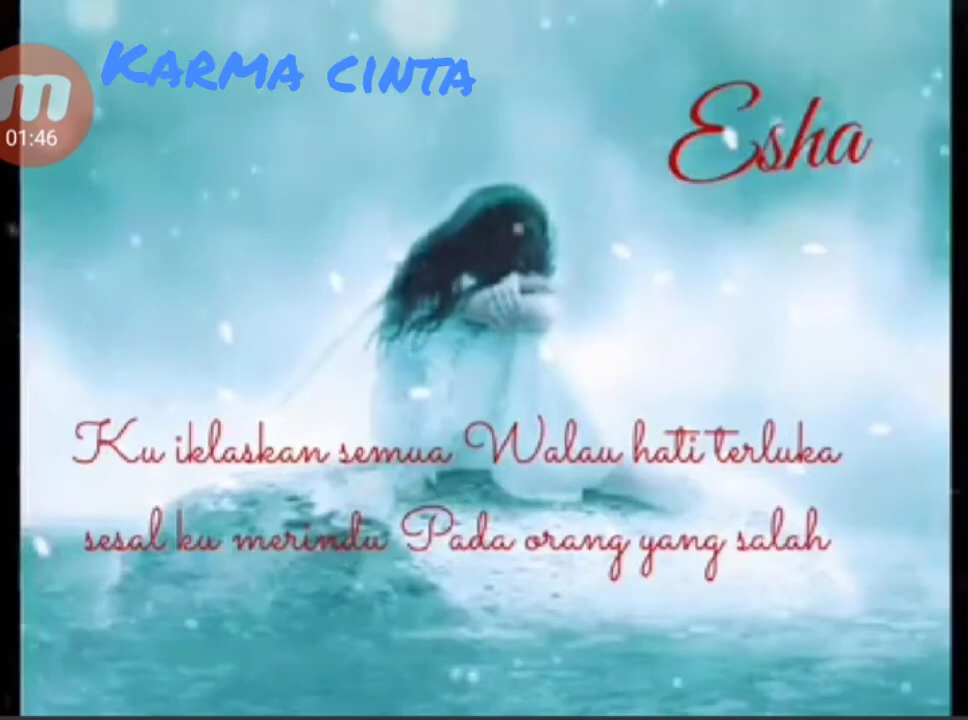 KARMA CINTA
m
01:46
Esha
Ku iklaskan semua Walau hati terluka
sesal ku merindu Pada orang yang salah